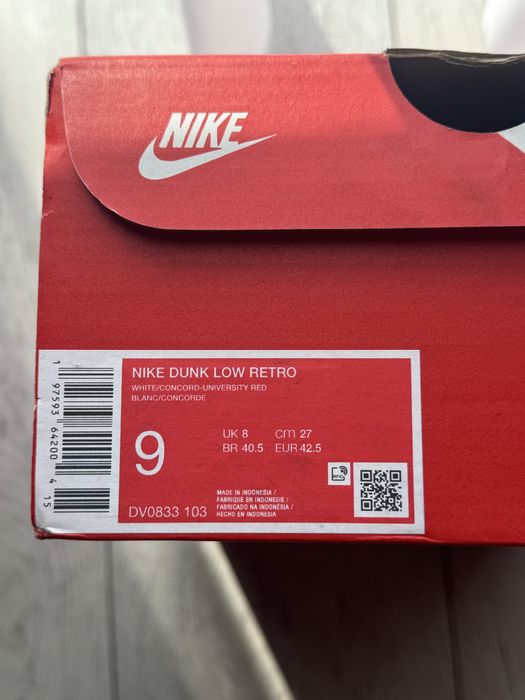 NIKE
NIKE DUNK LOW RETRO
WHITE/CONCORD-UNIVERSITY RED
BLANC/CONCORDE
9
UK 8 cm 27
BR 40.5 EUR 42.5
MADE IN INDONESIA /
FABRIQUE EN INDONESIE /
FABRICADO NA INDONÉSIA /
HECHO EN INDONESIA
DV0833 103
1 97593 64200 4 15